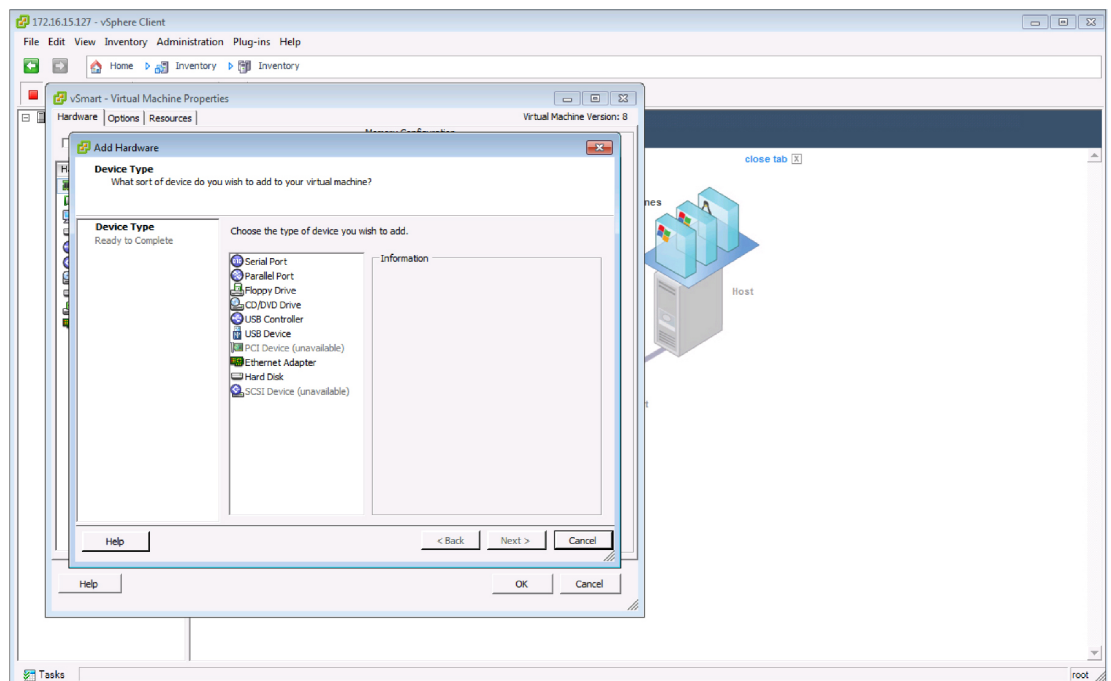 172.16.15.127 - vSphere Client
File Edit View Inventory Administration Plug-ins Help
Home Inventory Inventory
vSmart - Virtual Machine Properties
Hardware Options Resources Virtual Machine Version: 8
Memory Configuration
Add Hardware
close tab
Device Type
What sort of device do you wish to add to your virtual machine?
Device Type
Ready to Complete
Choose the type of device you wish to add.
Serial Port
Parallel Port
Floppy Drive
CD/DVD Drive
USB Controller
USB Device
PCI Device (unavailable)
Ethernet Adapter
Hard Disk
SCSI Device (unavailable)
Information
Host
Help < Back Next > Cancel
Help OK Cancel
Tasks root